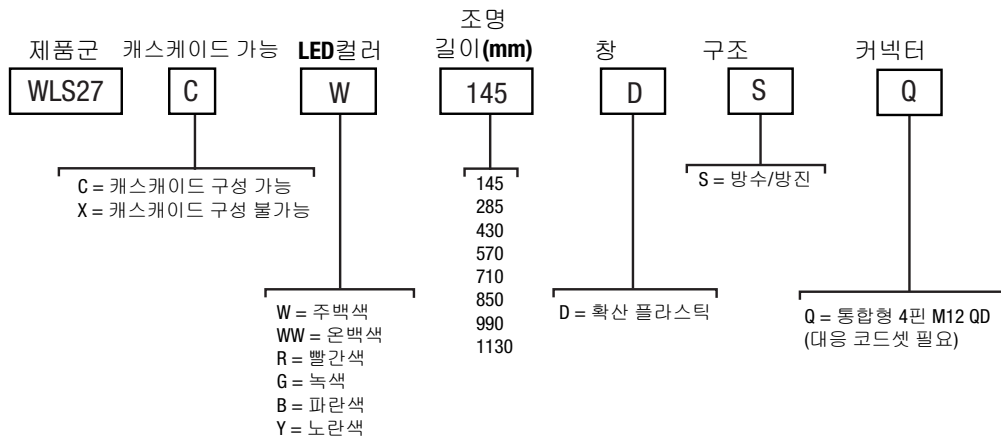 제품군 캐스케이드 가능 LED컬러 조명 길이(mm) 창 구조 커넥터
WLS27 C W 145 D S Q
C = 캐스캐이드 구성 가능
X = 캐스캐이드 구성 불가능
W = 주백색
WW = 온백색
R = 빨간색
G = 녹색
B = 파란색
Y = 노란색
145
285
430
570
710
850
990
1130
D = 확산 플라스틱
S = 방수/방진
Q = 통합형 4핀 M12 QD
(대응 코드셋 필요)